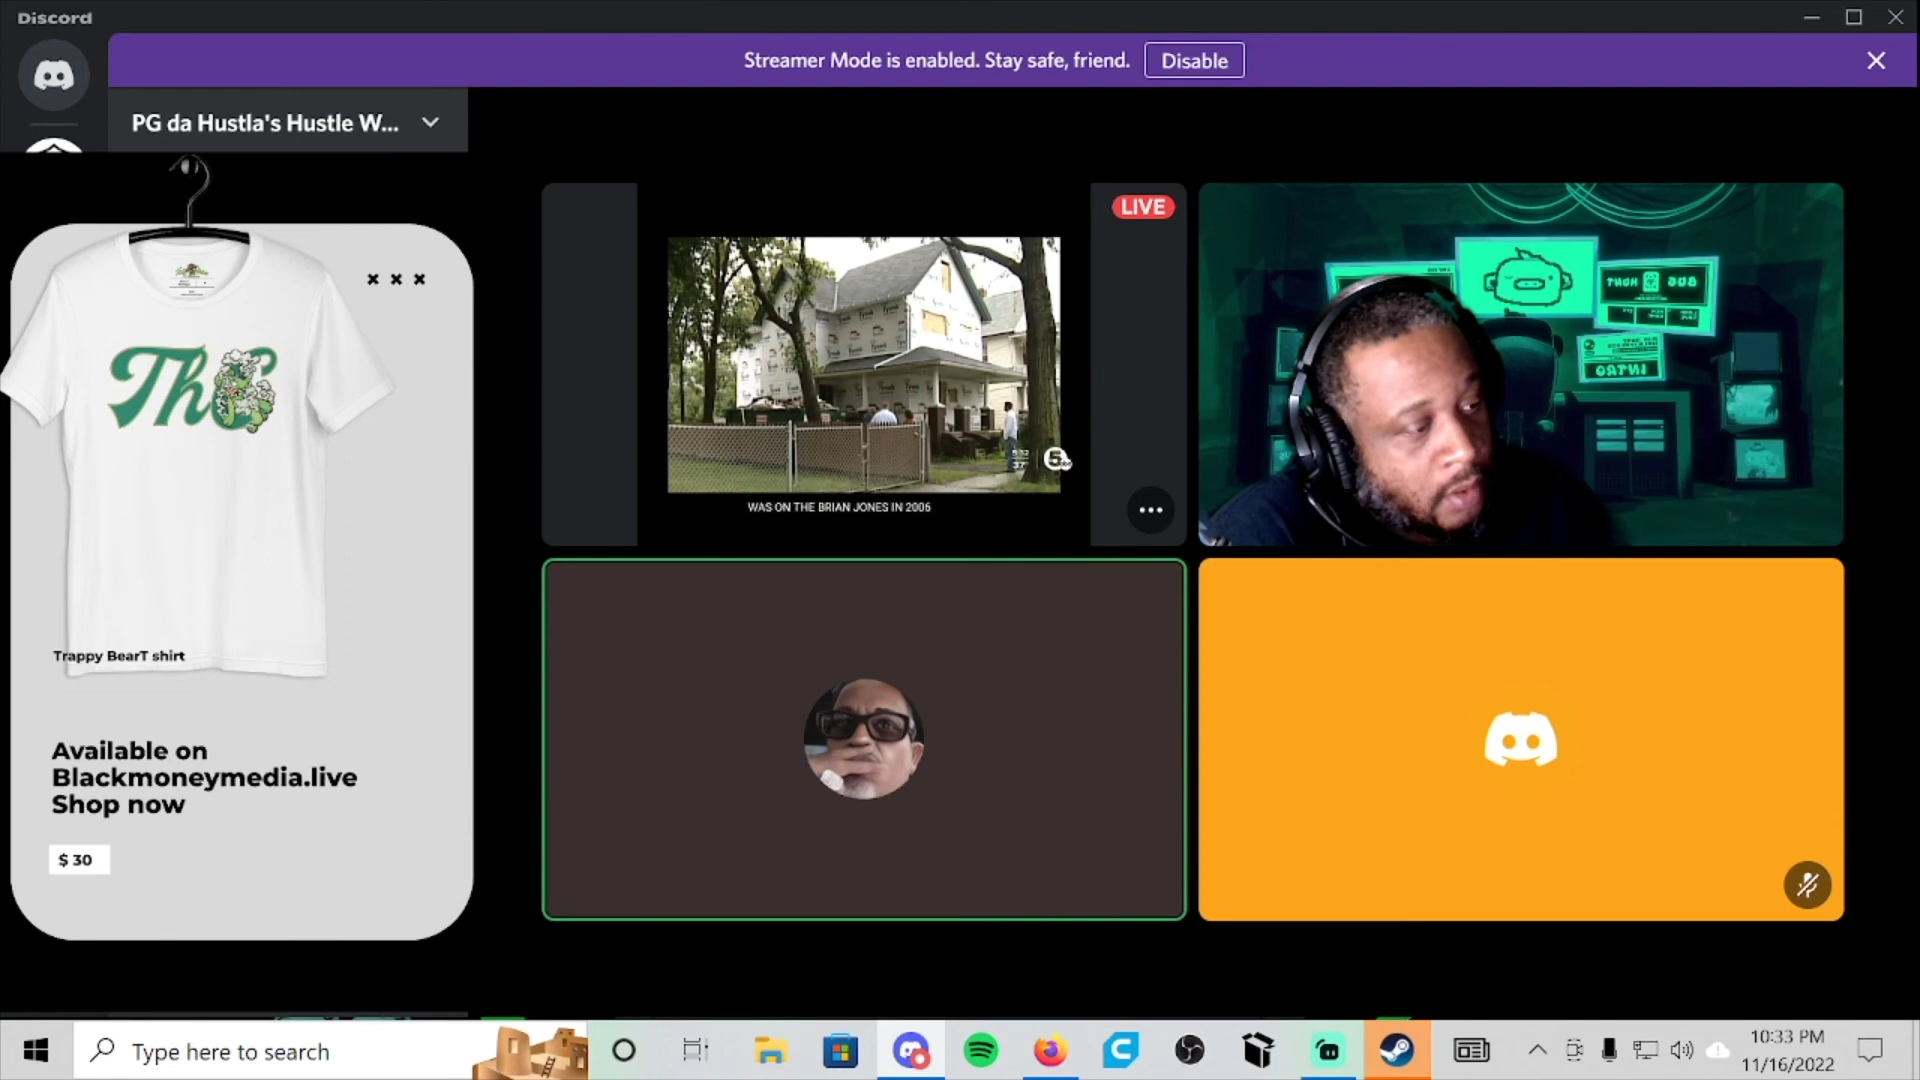 Discord
Streamer Mode is enabled. Stay safe, friend.
Disable
PG da Hustla's Hustle W...
LIVE
WAS ON THE BRIAN JONES IN 2006
5
The
Trappy BearT shirt
Available on
Blackmoneymedia.live
Shop now
$ 30
Type here to search
10:33 PM
11/16/2022